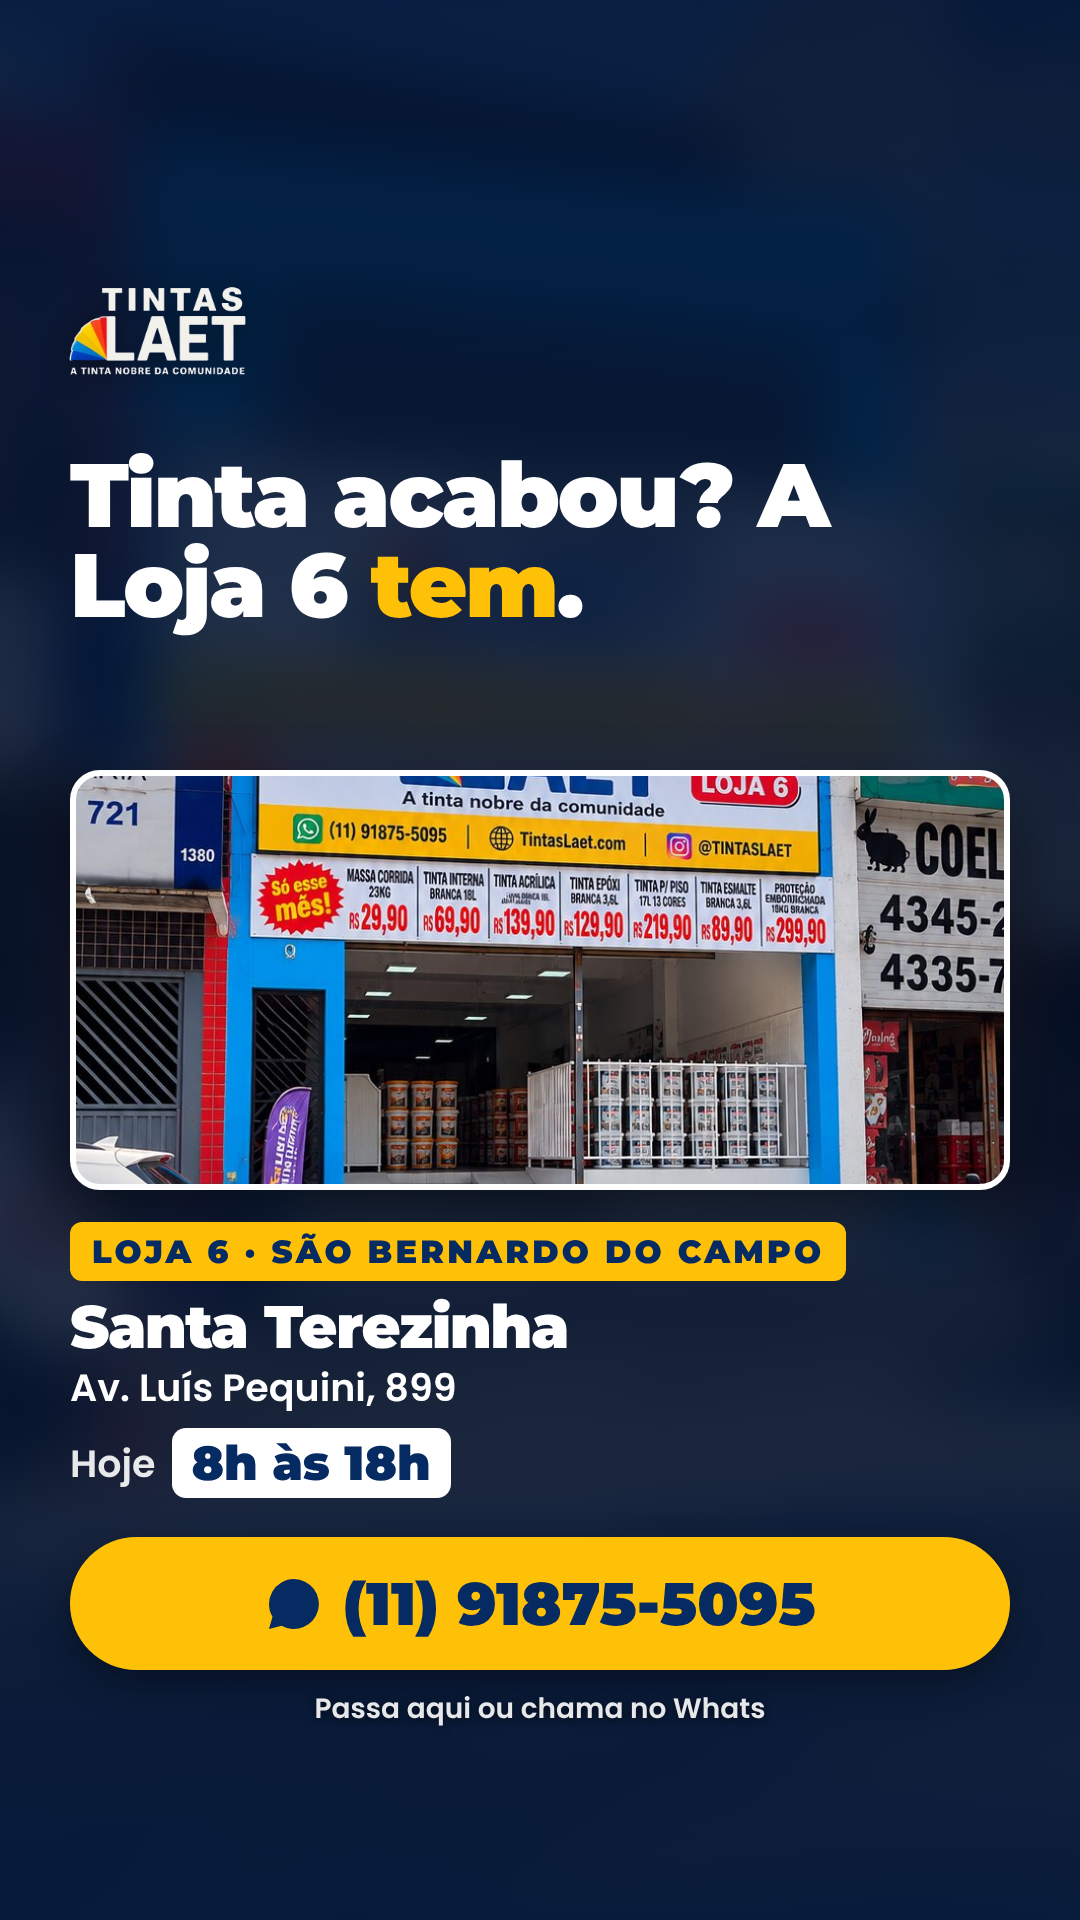 TINTAS
LAET
A TINTA NOBRE DA COMUNIDADE
Tinta acabou? A
Loja 6 tem.
721
1380
LAET
LOJA 6
A tinta nobre da comunidade
(11) 91875-5095 | TintasLaet.com | @TINTASLAET
Só esse
mês!
MASSA CORRIDA
23KG
R$ 29,90
TINTA INTERNA
BRANCA 18L
R$ 69,90
TINTA ACRÍLICA
R$ 139,90
TINTA EPÓXI
BRANCA 3,6L
R$ 129,90
TINTA P/ PISO
17L 13 CORES
R$ 219,90
TINTA ESMALTE
BRANCA 3,6L
R$ 89,90
PROTEÇÃO
R$ 299,90
COEL
4345-2
4335-7
LOJA 6 • SÃO BERNARDO DO CAMPO
Santa Terezinha
Av. Luís Pequini, 899
Hoje 8h às 18h
(11) 91875-5095
Passa aqui ou chama no Whats